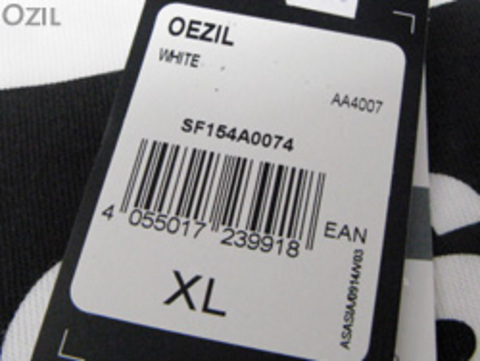 OZIL
OEZIL
WHITE
AA4007
SF154A0074
4 055017 239918
EAN
XL
ASASIA/0914/V03